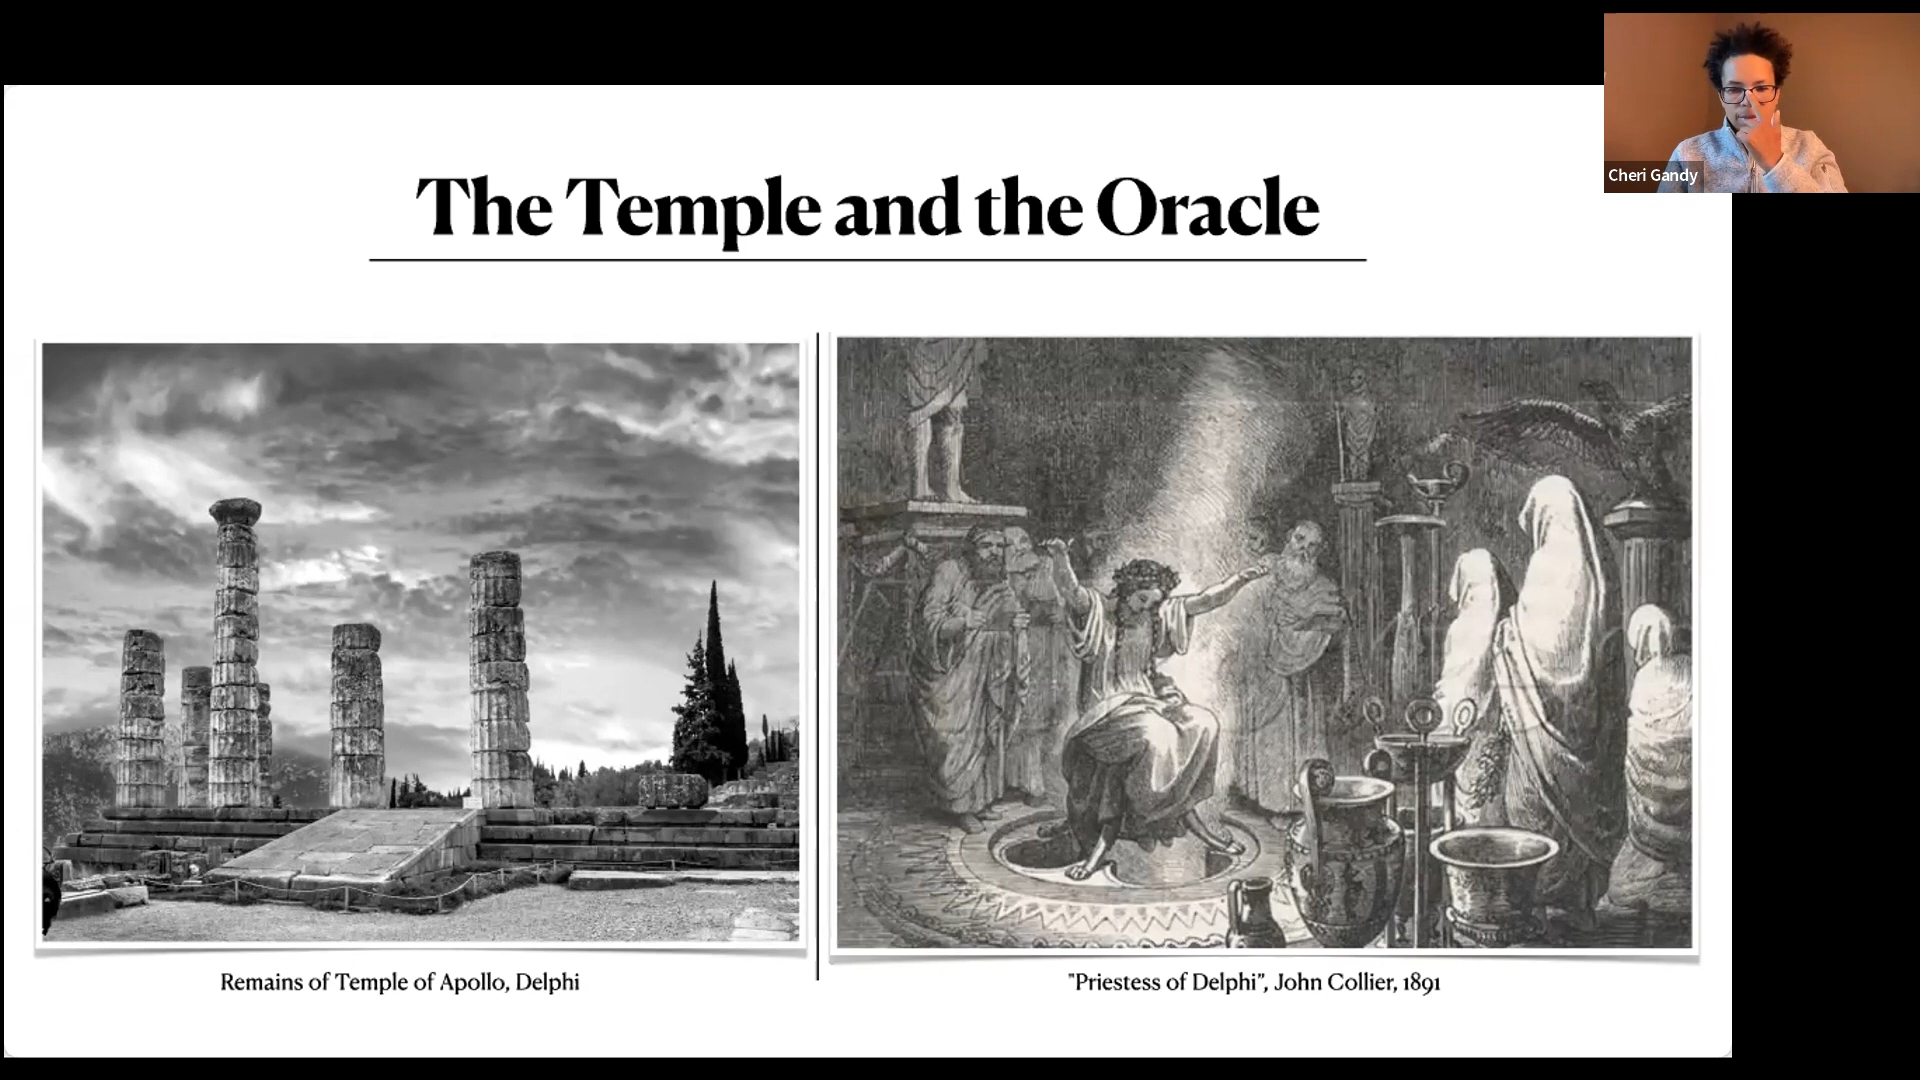 The Temple and the Oracle
Cheri Gandy
Remains of Temple of Apollo, Delphi
"Priestess of Delphi”, John Collier, 1891